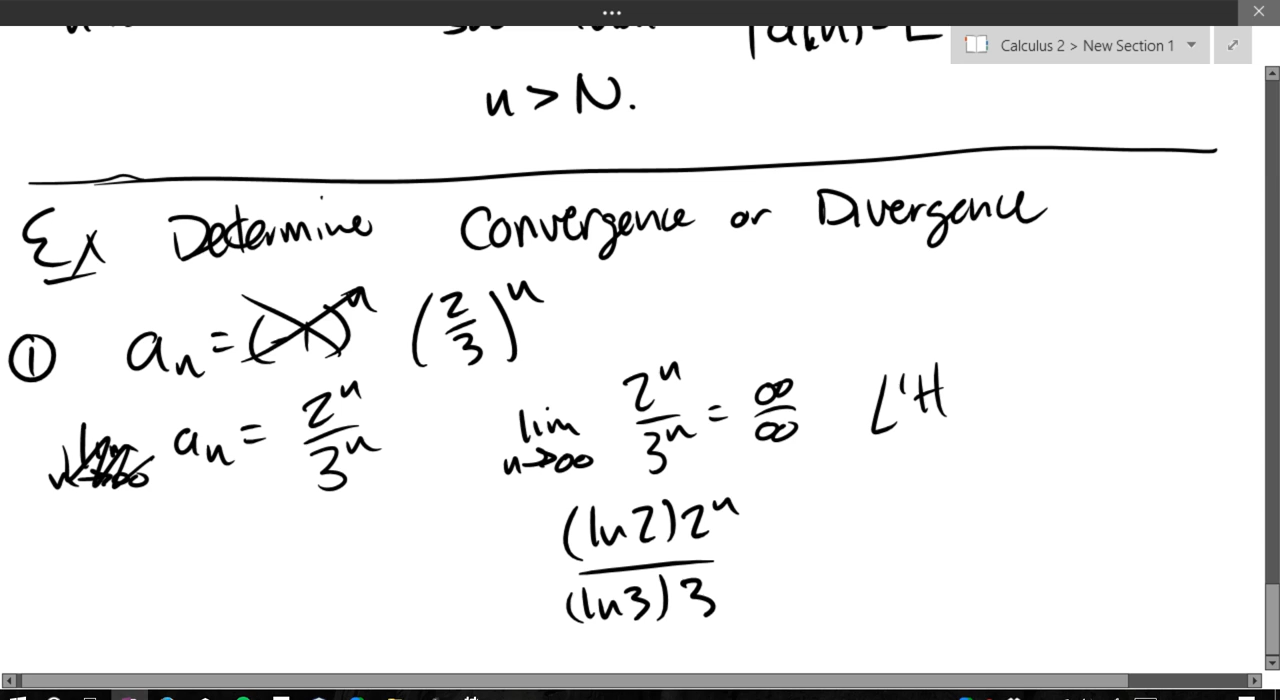 Calculus 2 > New Section 1
n > N.
Ex Determine Convergence or Divergence
① aₙ = (2/3)ⁿ
aₙ = 2ⁿ/3ⁿ lim n→∞ 2ⁿ/3ⁿ = ∞/∞ L'H
(ln2)2ⁿ/(ln3)3